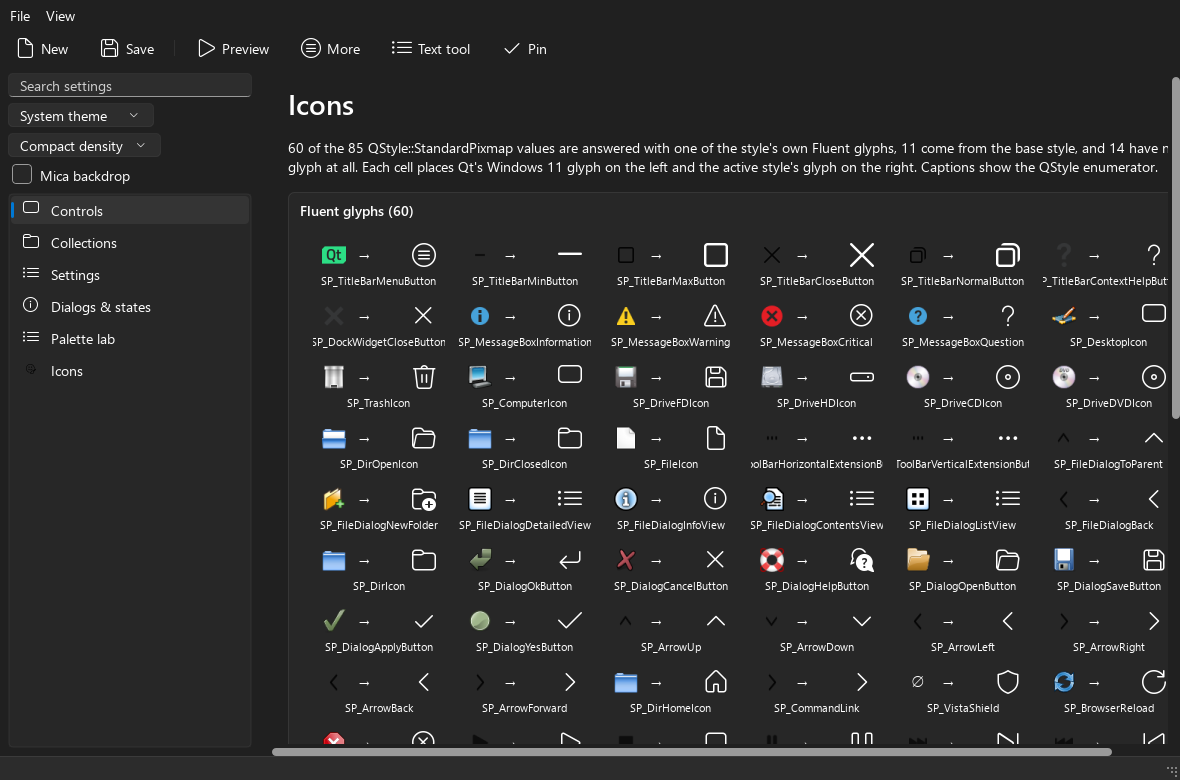 File View
New Save Preview More Text tool Pin
Search settings
System theme
Compact density
Mica backdrop
Controls
Collections
Settings
Dialogs & states
Palette lab
Icons
Icons
60 of the 85 QStyle::StandardPixmap values are answered with one of the style's own Fluent glyphs, 11 come from the base style, and 14 have
glyph at all. Each cell places Qt's Windows 11 glyph on the left and the active style's glyph on the right. Captions show the QStyle enumerator.
Fluent glyphs (60)
Qt → → → → → →
SP_TitleBarMenuButton SP_TitleBarMinButton SP_TitleBarMaxButton SP_TitleBarCloseButton SP_TitleBarNormalButton P_TitleBarContextHelpBut
→ → → → → →
SP_DockWidgetCloseButton SP_MessageBoxInformation SP_MessageBoxWarning SP_MessageBoxCritical SP_MessageBoxQuestion SP_DesktopIcon
→ → → → → DVD →
SP_TrashIcon SP_ComputerIcon SP_DriveFDIcon SP_DriveHDIcon SP_DriveCDIcon SP_DriveDVDIcon
→ → → → → →
SP_DirOpenIcon SP_DirClosedIcon SP_FileIcon oolBarHorizontalExtensionB ToolBarVerticalExtensionBut SP_FileDialogToParent
→ → → → → →
SP_FileDialogNewFolder SP_FileDialogDetailedView SP_FileDialogInfoView SP_FileDialogContentsView SP_FileDialogListView SP_FileDialogBack
→ → → → → →
SP_DirIcon SP_DialogOkButton SP_DialogCancelButton SP_DialogHelpButton SP_DialogOpenButton SP_DialogSaveButton
→ → → → → →
SP_DialogApplyButton SP_DialogYesButton SP_ArrowUp SP_ArrowDown SP_ArrowLeft SP_ArrowRight
→ → → → ∅ → →
SP_ArrowBack SP_ArrowForward SP_DirHomeIcon SP_CommandLink SP_VistaShield SP_BrowserReload